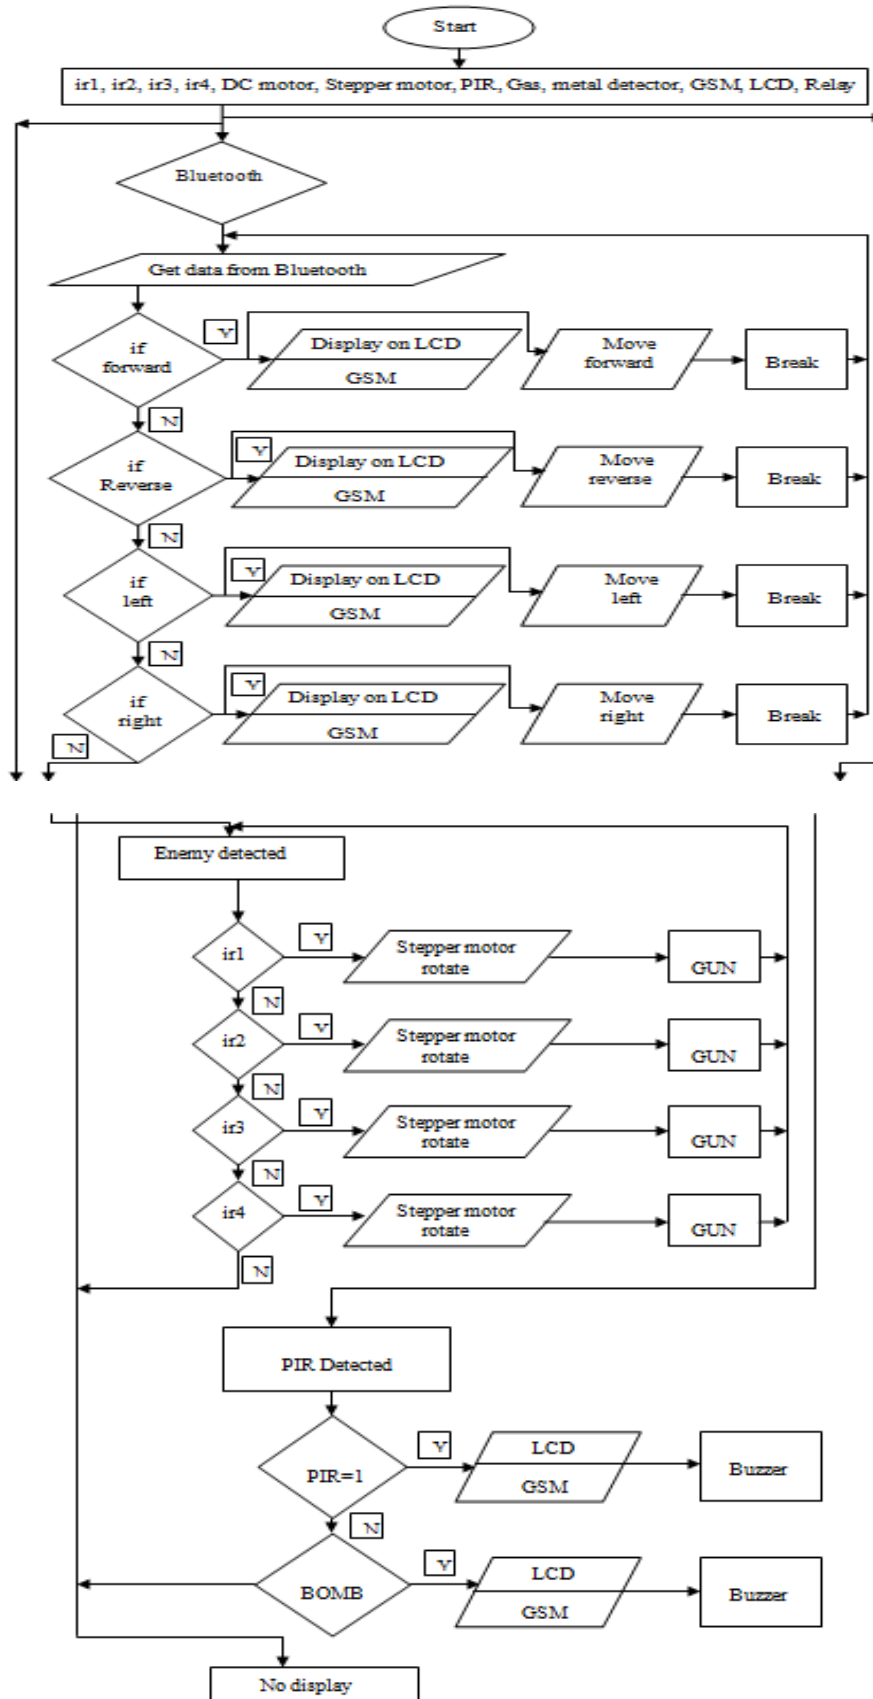 Start
ir1, ir2, ir3, ir4, DC motor, Stepper motor, PIR, Gas, metal detector, GSM, LCD, Relay
Bluetooth
Get data from Bluetooth
if
forward
Y
Display on LCD
GSM
Move
forward
Break
N
if
Reverse
Y
Display on LCD
GSM
Move
reverse
Break
N
if
left
Y
Display on LCD
GSM
Move
left
Break
N
if
right
Y
Display on LCD
GSM
Move
right
Break
N
Enemy detected
ir1
Y
Stepper motor
rotate
GUN
N
ir2
Y
Stepper motor
rotate
GUN
N
ir3
Y
Stepper motor
rotate
GUN
N
ir4
Y
Stepper motor
rotate
GUN
N
PIR Detected
PIR=1
Y
LCD
GSM
Buzzer
N
BOMB
Y
LCD
GSM
Buzzer
No display